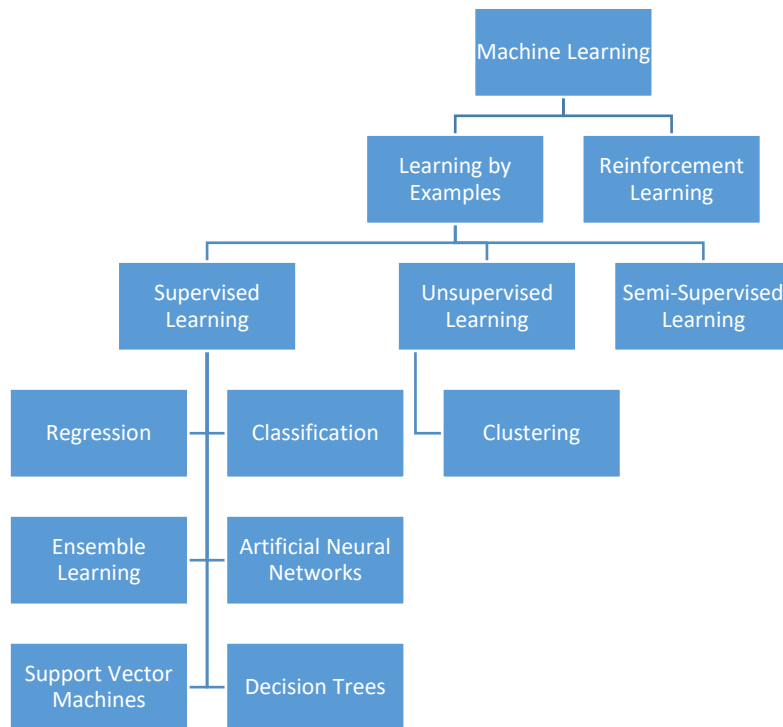 Machine Learning
Learning by
Examples
Reinforcement
Learning
Supervised
Learning
Unsupervised
Learning
Semi-Supervised
Learning
Regression
Classification
Clustering
Ensemble
Learning
Artificial Neural
Networks
Support Vector
Machines
Decision Trees